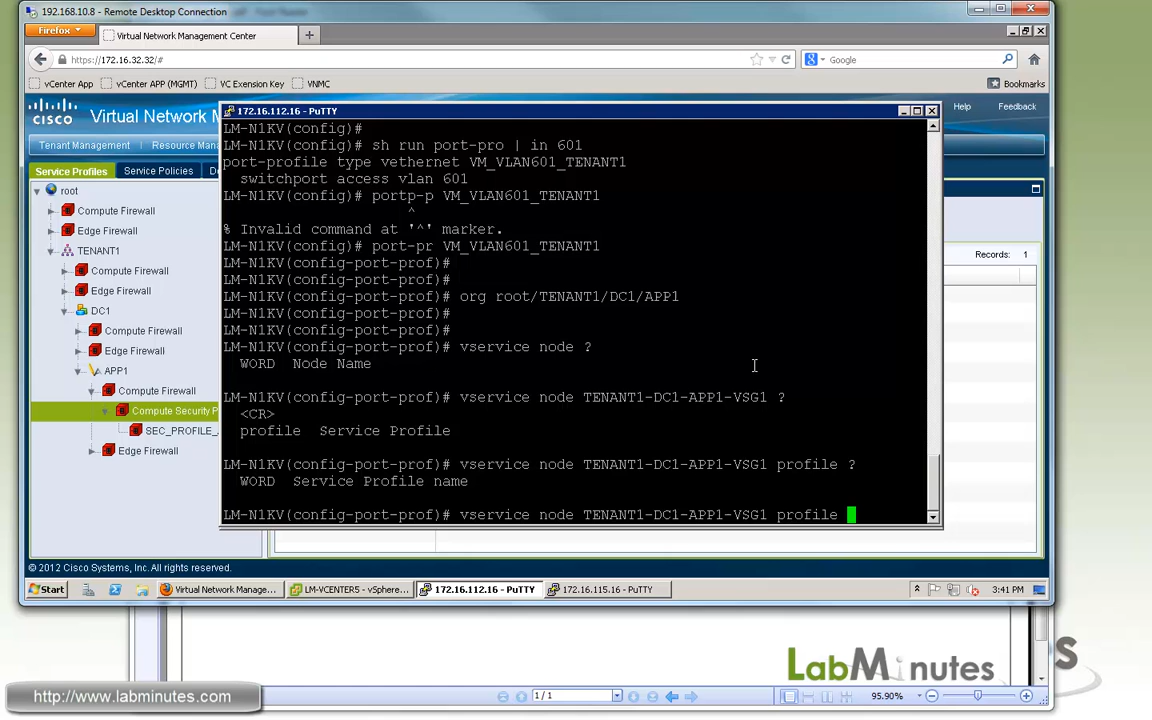 192.168.10.8 - Remote Desktop Connection
Firefox
Virtual Network Management Center
https://172.16.32.32/#
Google
vCenter App
vCenter APP (MGMT)
VC Exension Key
VNMC
Bookmarks
CISCO
Virtual Network M
Help
Feedback
Tenant Management
Resource Mana
Service Profiles
Service Policies
De
root
Compute Firewall
Edge Firewall
TENANT1
Compute Firewall
Edge Firewall
DC1
Compute Firewall
Edge Firewall
APP1
Compute Firewall
Compute Security P
SEC_PROFILE_
Edge Firewall
Records: 1
172.16.112.16 - PuTTY
LM-N1KV(config)#
LM-N1KV(config)# sh run port-pro | in 601
port-profile type vethernet VM_VLAN601_TENANT1
switchport access vlan 601
LM-N1KV(config)# portp-p VM_VLAN601_TENANT1
^
% Invalid command at '^' marker.
LM-N1KV(config)# port-pr VM_VLAN601_TENANT1
LM-N1KV(config-port-prof)#
LM-N1KV(config-port-prof)#
LM-N1KV(config-port-prof)# org root/TENANT1/DC1/APP1
LM-N1KV(config-port-prof)#
LM-N1KV(config-port-prof)#
LM-N1KV(config-port-prof)# vservice node ?
WORD Node Name
LM-N1KV(config-port-prof)# vservice node TENANT1-DC1-APP1-VSG1 ?
<CR>
profile Service Profile
LM-N1KV(config-port-prof)# vservice node TENANT1-DC1-APP1-VSG1 profile ?
WORD Service Profile name
LM-N1KV(config-port-prof)# vservice node TENANT1-DC1-APP1-VSG1 profile
© 2012 Cisco Systems, Inc. All rights reserved.
Start
Virtual Network Manage...
LM-VCENTER5 - vSphere...
172.16.112.16 - PuTTY
172.16.115.16 - PuTTY
3:41 PM
LabMinutes
http://www.labminutes.com
1 / 1
95.90%